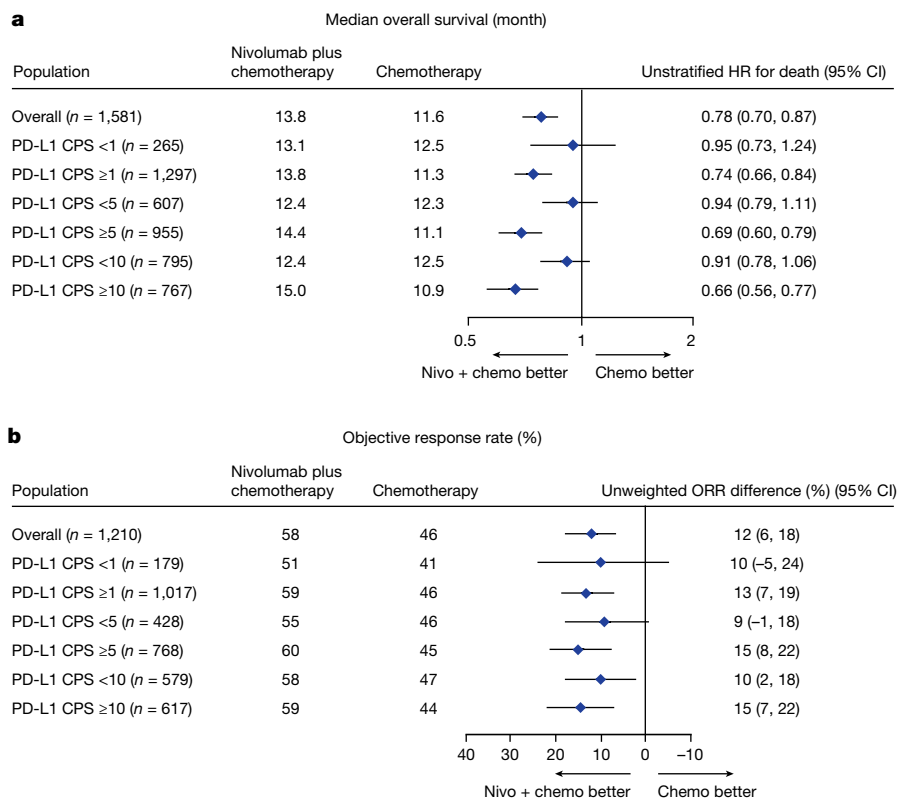 a
Median overall survival (month)
Population Nivolumab plus chemotherapy Chemotherapy Unstratified HR for death (95% CI)
Overall (n = 1,581) 13.8 11.6 0.78 (0.70, 0.87)
PD-L1 CPS <1 (n = 265) 13.1 12.5 0.95 (0.73, 1.24)
PD-L1 CPS ≥1 (n = 1,297) 13.8 11.3 0.74 (0.66, 0.84)
PD-L1 CPS <5 (n = 607) 12.4 12.3 0.94 (0.79, 1.11)
PD-L1 CPS ≥5 (n = 955) 14.4 11.1 0.69 (0.60, 0.79)
PD-L1 CPS <10 (n = 795) 12.4 12.5 0.91 (0.78, 1.06)
PD-L1 CPS ≥10 (n = 767) 15.0 10.9 0.66 (0.56, 0.77)
0.5 1 2
Nivo + chemo better Chemo better
b
Objective response rate (%)
Population Nivolumab plus chemotherapy Chemotherapy Unweighted ORR difference (%) (95% CI)
Overall (n = 1,210) 58 46 12 (6, 18)
PD-L1 CPS <1 (n = 179) 51 41 10 (–5, 24)
PD-L1 CPS ≥1 (n = 1,017) 59 46 13 (7, 19)
PD-L1 CPS <5 (n = 428) 55 46 9 (–1, 18)
PD-L1 CPS ≥5 (n = 768) 60 45 15 (8, 22)
PD-L1 CPS <10 (n = 579) 58 47 10 (2, 18)
PD-L1 CPS ≥10 (n = 617) 59 44 15 (7, 22)
40 30 20 10 0 –10
Nivo + chemo better Chemo better